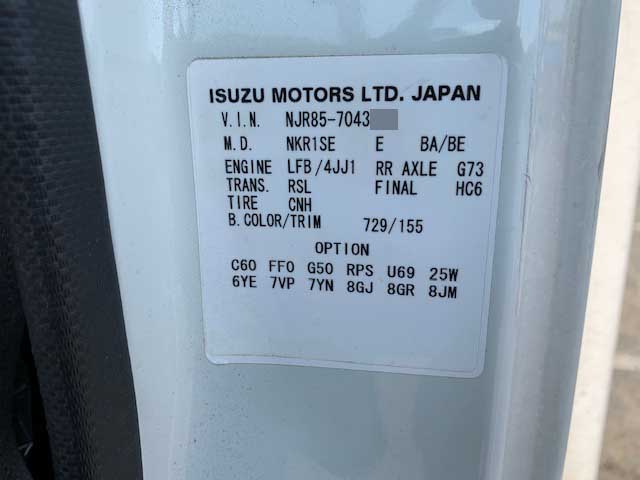 ISUZU MOTORS LTD. JAPAN
V.I.N. NJR85-7043
M.D. NKR1SE E BA/BE
ENGINE LFB/4JJ1 RR AXLE G73
TRANS. RSL FINAL HC6
TIRE CNH
B.COLOR/TRIM 729/155
OPTION
C60 FF0 G50 RPS U69 25W
6YE 7VP 7YN 8GJ 8GR 8JM